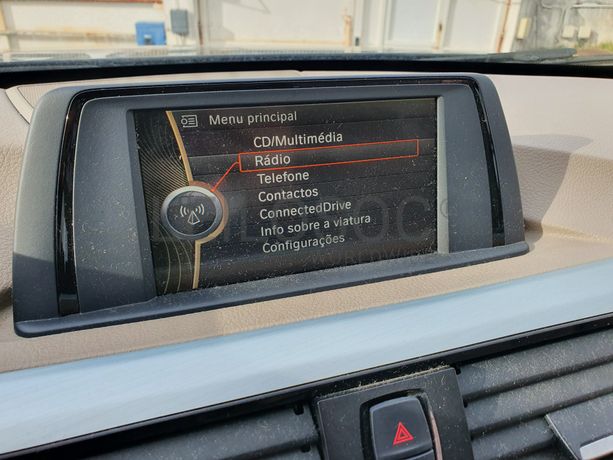 Menu principal
CD/Multimédia
Rádio
Telefone
Contactos
ConnectedDrive
Info sobre a viatura
Configurações